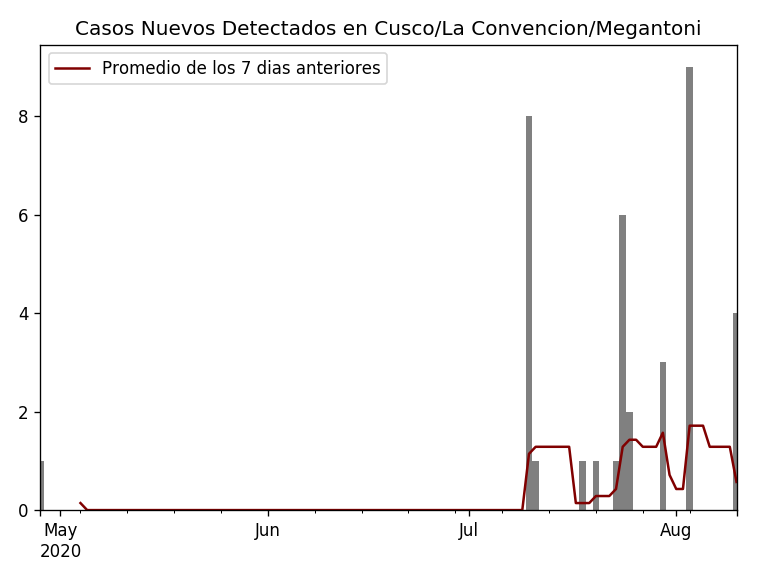 Casos Nuevos Detectados en Cusco/La Convencion/Megantoni
Promedio de los 7 dias anteriores
8
6
4
2
0
May Jun Jul Aug
2020